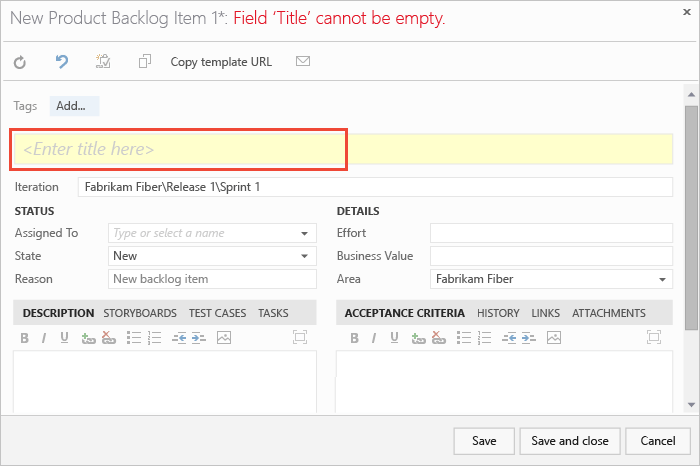 New Product Backlog Item 1*: Field 'Title' cannot be empty.
Copy template URL
Tags Add...
<Enter title here>
Iteration Fabrikam Fiber\Release 1\Sprint 1
STATUS DETAILS
Assigned To Type or select a name Effort
State New Business Value
Reason New backlog item Area Fabrikam Fiber
DESCRIPTION STORYBOARDS TEST CASES TASKS ACCEPTANCE CRITERIA HISTORY LINKS ATTACHMENTS
B I U B I U
Save Save and close Cancel